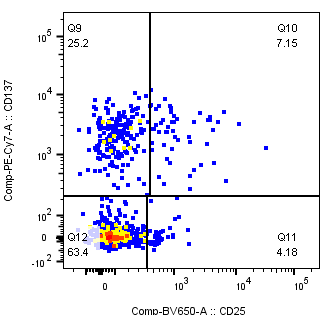 Q9
25.2
Q10
7.15
10^5
10^4
10^3
10^2
0
-10^2
Comp-PE-Cy7-A :: CD137
Q12
63.4
Q11
4.18
0
10^3
10^4
10^5
Comp-BV650-A :: CD25